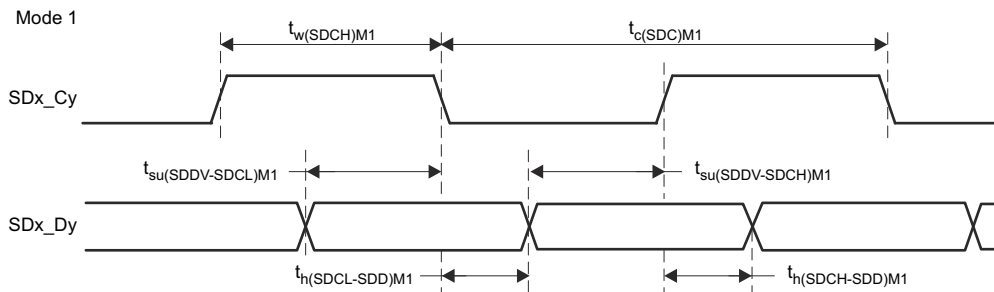 Mode 1
tw(SDCH)M1
tc(SDC)M1
SDx_Cy
tsu(SDDV-SDCL)M1
tsu(SDDV-SDCH)M1
SDx_Dy
th(SDCL-SDD)M1
th(SDCH-SDD)M1